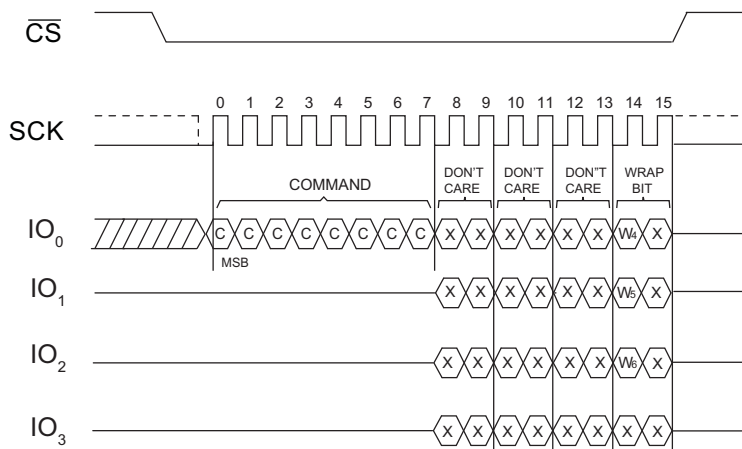 CS
0 1 2 3 4 5 6 7 8 9 10 11 12 13 14 15
SCK
COMMAND
DON'T CARE
DON'T CARE
DON"T CARE
WRAP BIT
IO0 C C C C C C C C X X X X X X W4 X
MSB
IO1 X X X X X X W5 X
IO2 X X X X X X W6 X
IO3 X X X X X X X X